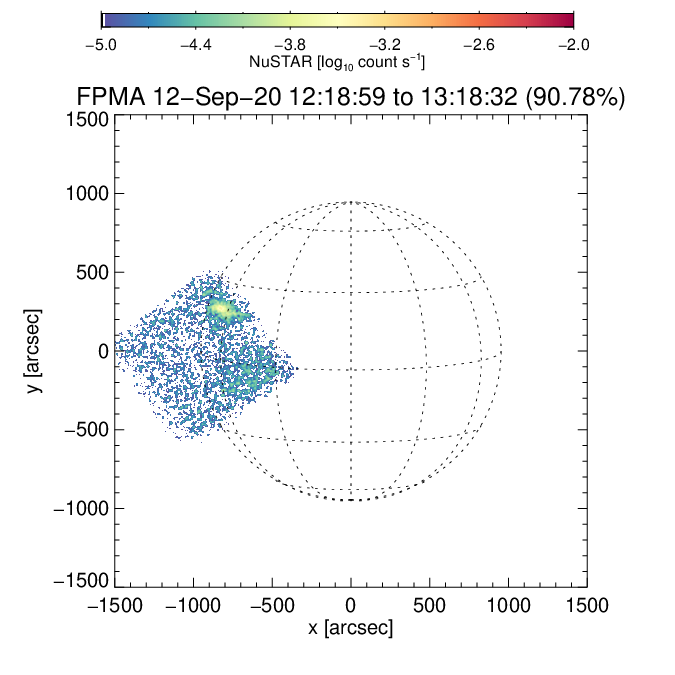 −5.0 −4.4 −3.8 −3.2 −2.6 −2.0
NuSTAR [log₁₀ count s⁻¹]
FPMA 12−Sep−20 12:18:59 to 13:18:32 (90.78%)
1500
1000
500
0
−500
−1000
−1500
y [arcsec]
−1500 −1000 −500 0 500 1000 1500
x [arcsec]